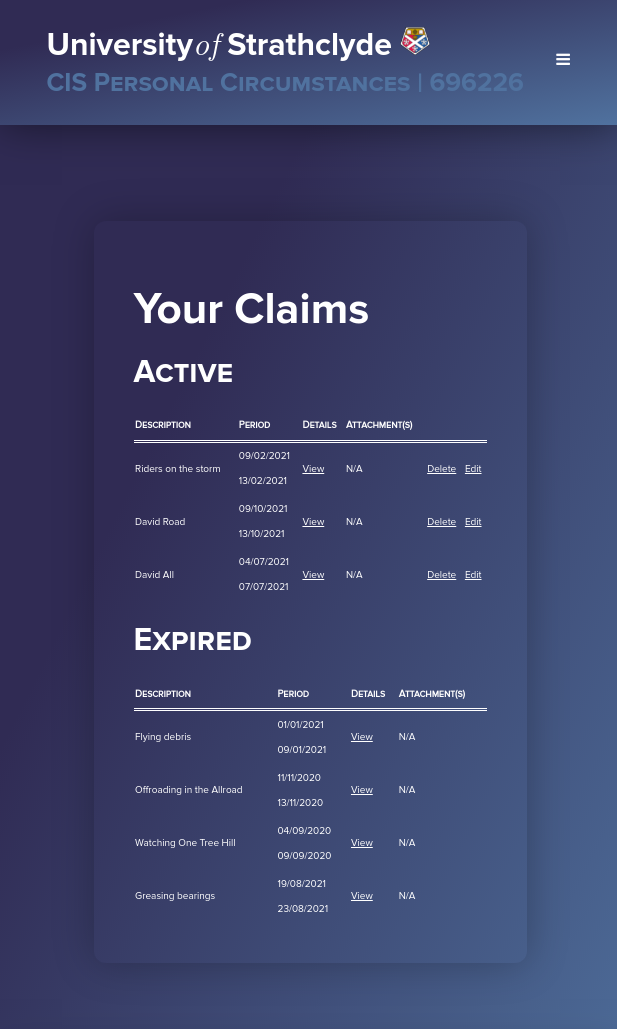 University of Strathclyde
CIS Personal Circumstances | 696226
Your Claims
Active
Description Period Details Attachment(s)
09/02/2021
Riders on the storm View N/A Delete Edit
13/02/2021
09/10/2021
David Road View N/A Delete Edit
13/10/2021
04/07/2021
David All View N/A Delete Edit
07/07/2021
Expired
Description Period Details Attachment(s)
01/01/2021
Flying debris View N/A
09/01/2021
11/11/2020
Offroading in the Allroad View N/A
13/11/2020
04/09/2020
Watching One Tree Hill View N/A
09/09/2020
19/08/2021
Greasing bearings View N/A
23/08/2021